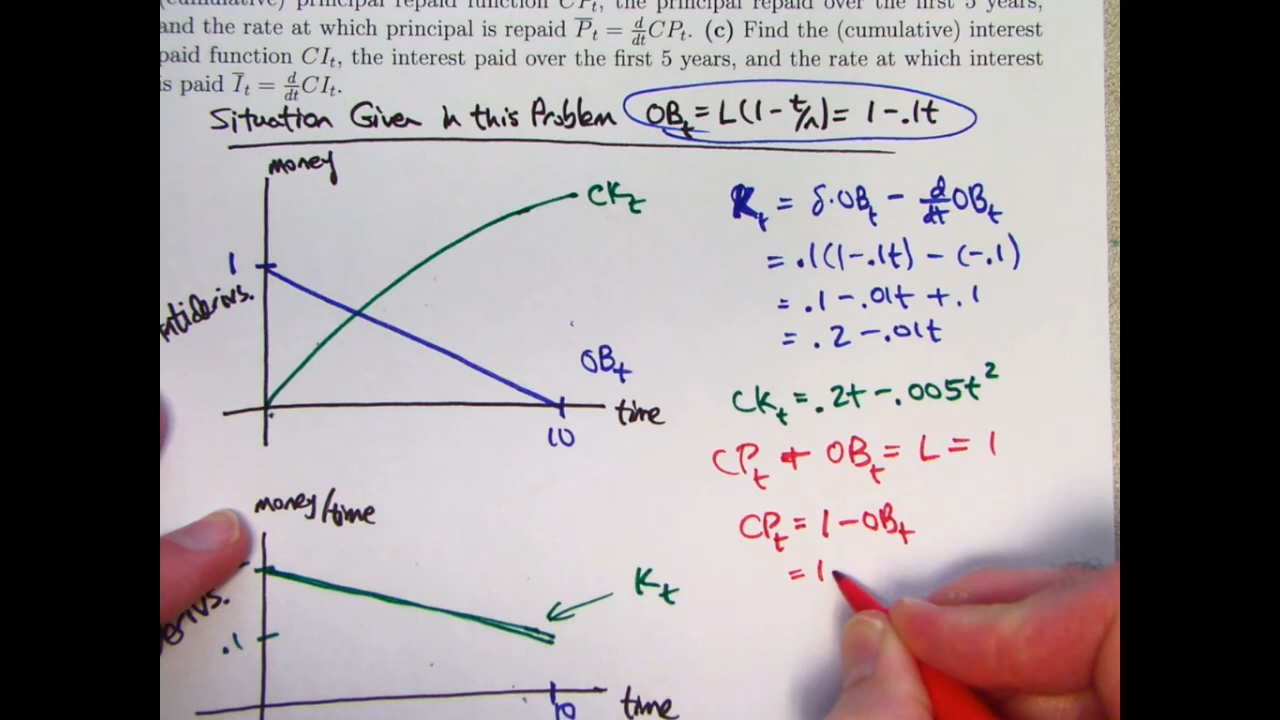 (cumulative) principal repaid function CP_t, the principal repaid over the first 5 years,
and the rate at which principal is repaid P̅_t = d/dt CP_t. (c) Find the (cumulative) interest
paid function CI_t, the interest paid over the first 5 years, and the rate at which interest
is paid I̅_t = d/dt CI_t.
Situation Given in this Problem OB_t = L(1 - t/n) = 1 - .1t
money
CK_t
1
antiderivs.
OB_t
time
10
K_t = δ·OB_t - d/dt OB_t
= .1(1-.1t) - (-.1)
= .1 - .01t + .1
= .2 - .01t
CK_t = .2t - .005t²
CP_t + OB_t = L = 1
CP_t = 1 - OB_t
= 1
money/time
K_t
derivs.
.1
10
time